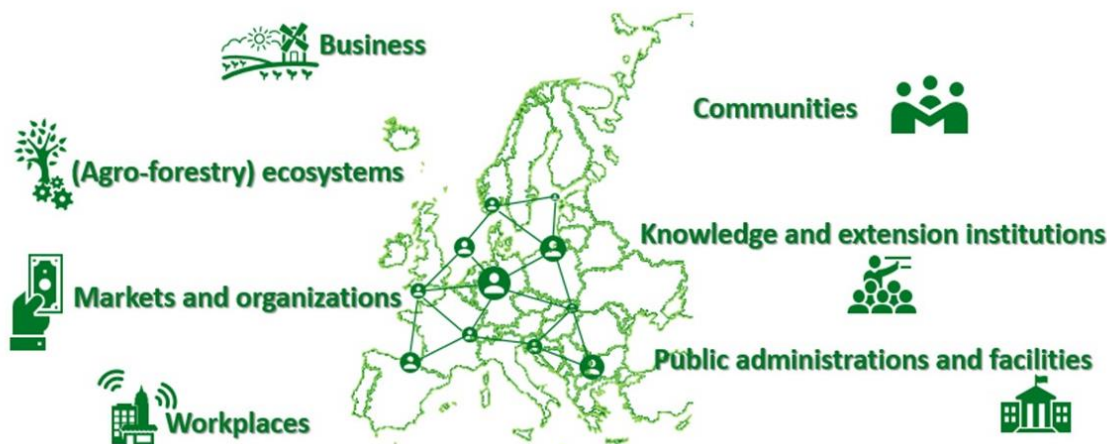 Business
Communities
(Agro-forestry) ecosystems
Knowledge and extension institutions
Markets and organizations
Public administrations and facilities
Workplaces